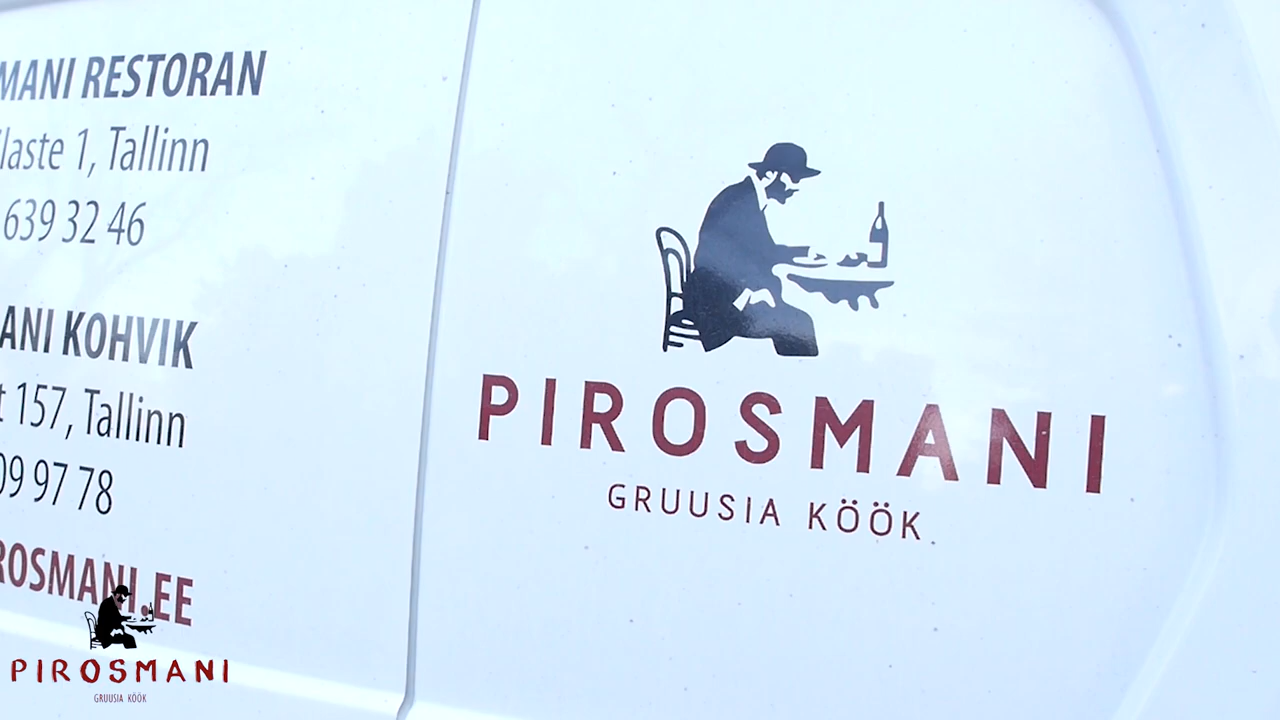 MANI RESTORAN
laste 1, Tallinn
639 32 46
ANI KOHVIK
157, Tallinn
09 97 78
ROSMANI.EE
PIROSMANI
GRUUSIA KÖÖK
PIROSMANI
GRUUSIA KÖÖK